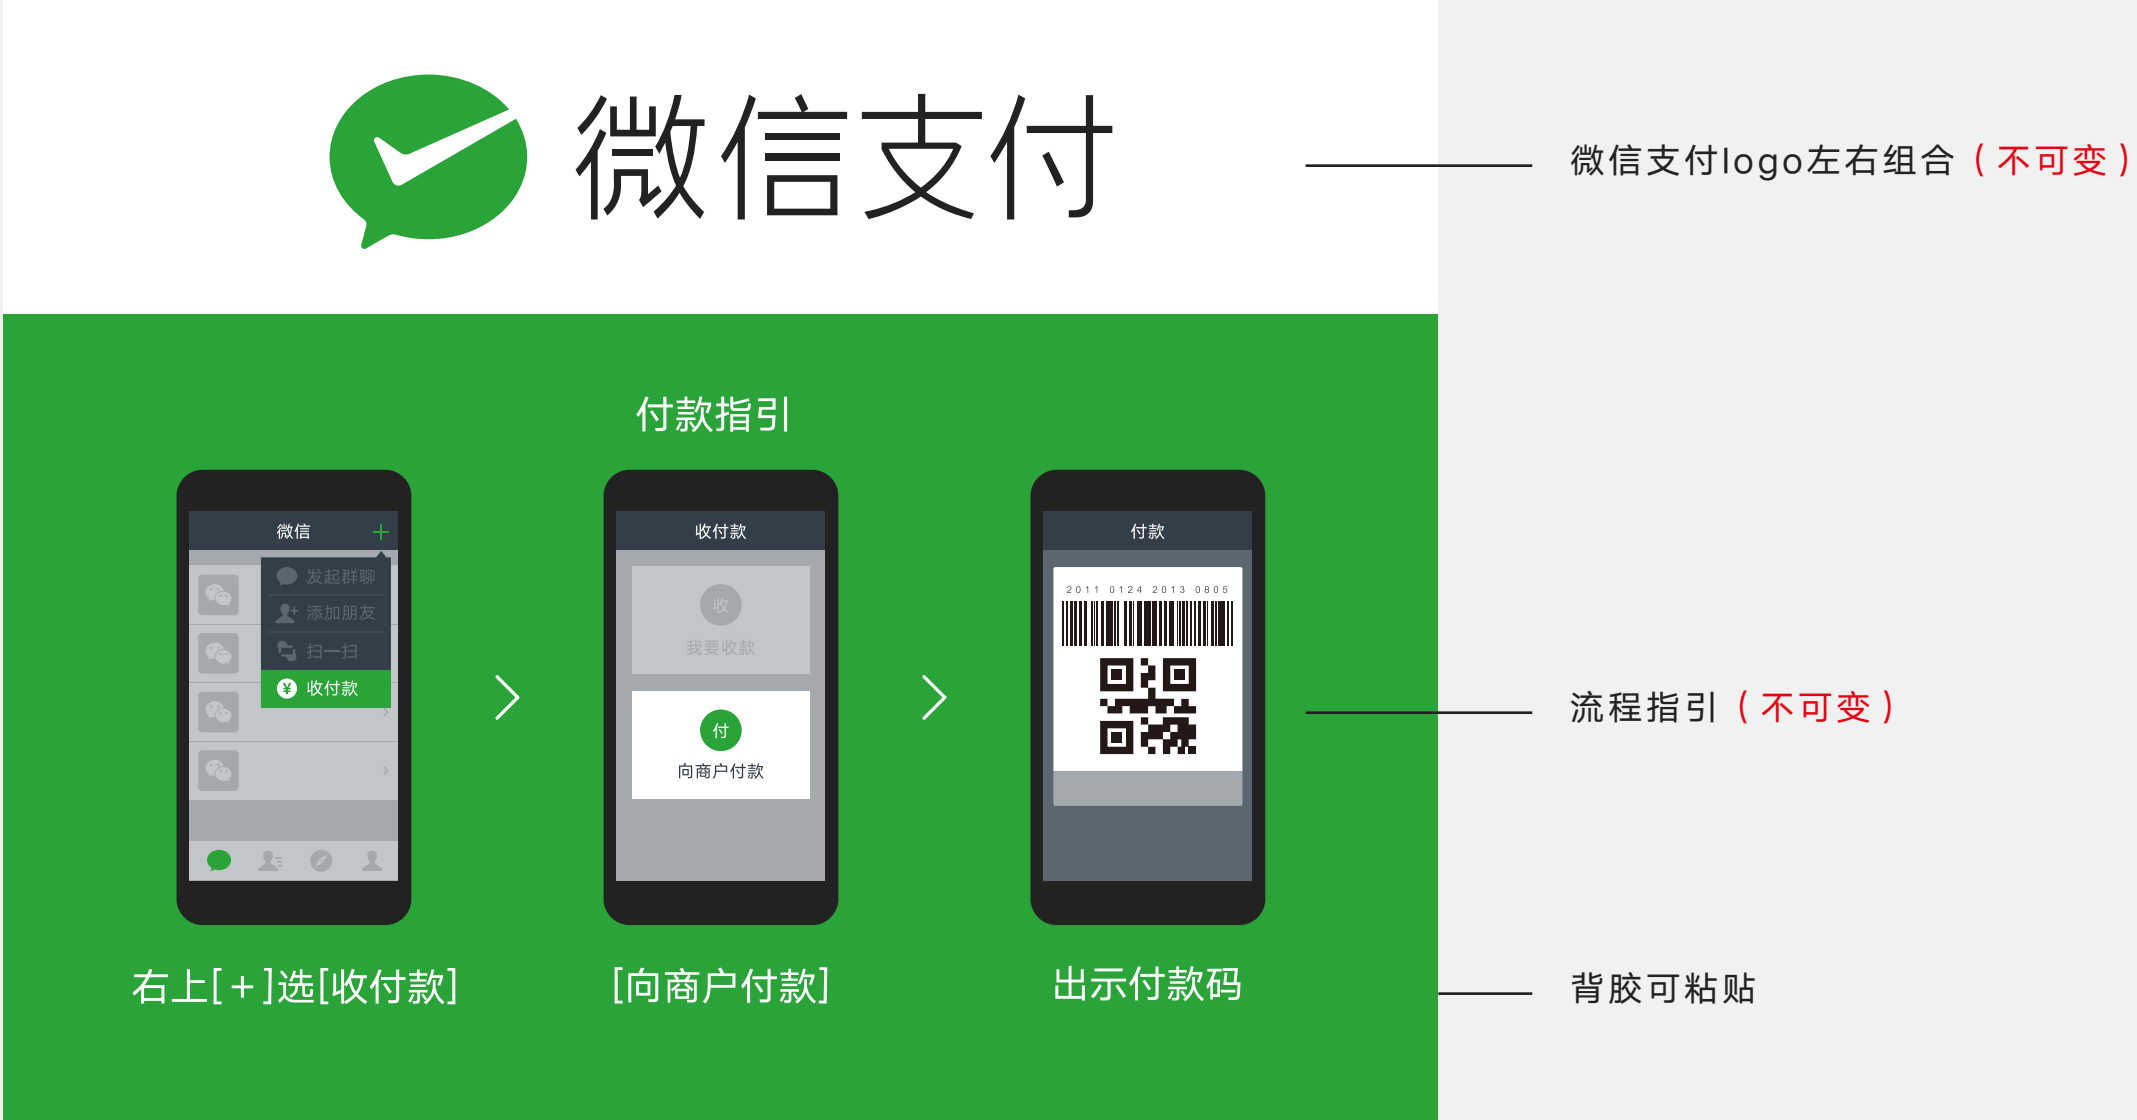 微信支付
微信支付logo左右组合（不可变）
付款指引
微信
发起群聊
添加朋友
扫一扫
¥ 收付款
收付款
收
我要收款
付
向商户付款
付款
2011 0124 2013 0805
流程指引（不可变）
右上[+]选[收付款]
[向商户付款]
出示付款码
背胶可粘贴